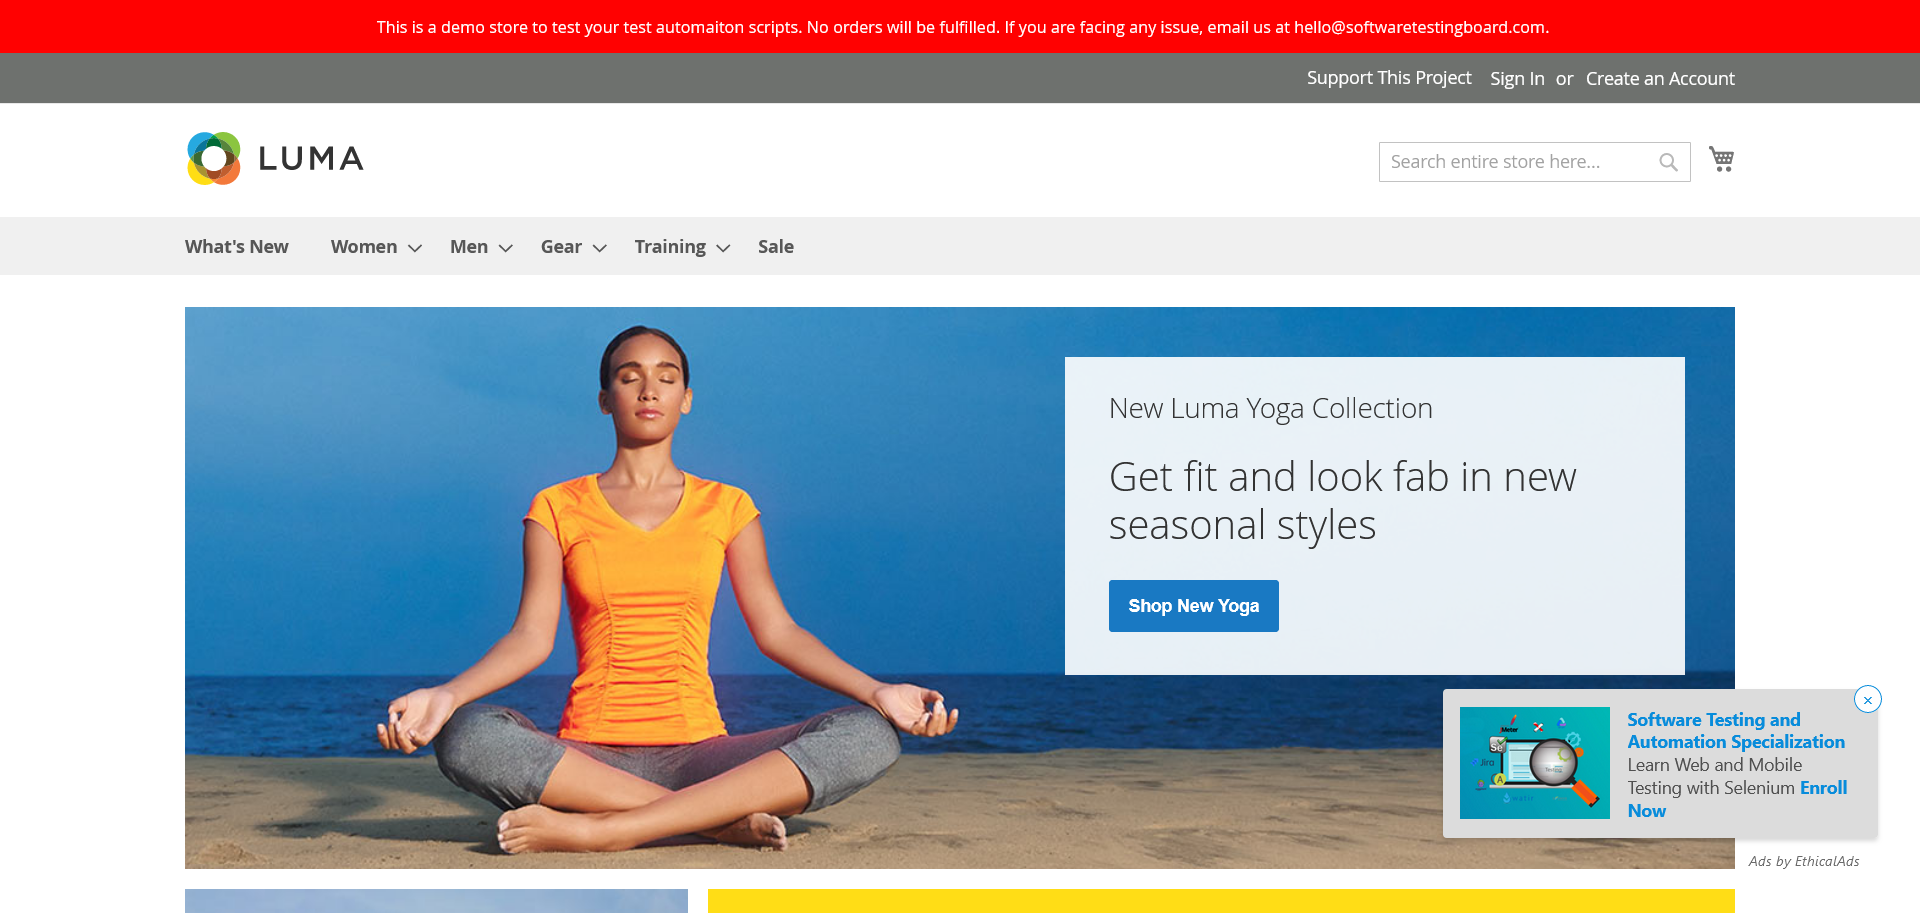 This is a demo store to test your test automaiton scripts. No orders will be fulfilled. If you are facing any issue, email us at hello@softwaretestingboard.com.
Support This Project Sign In or Create an Account
LUMA
Search entire store here...
What's New Women Men Gear Training Sale
New Luma Yoga Collection
Get fit and look fab in new
seasonal styles
Shop New Yoga
Software Testing and
Automation Specialization
Learn Web and Mobile
Testing with Selenium Enroll
Now
Se
Jira
Testing
A
Ads by EthicalAds